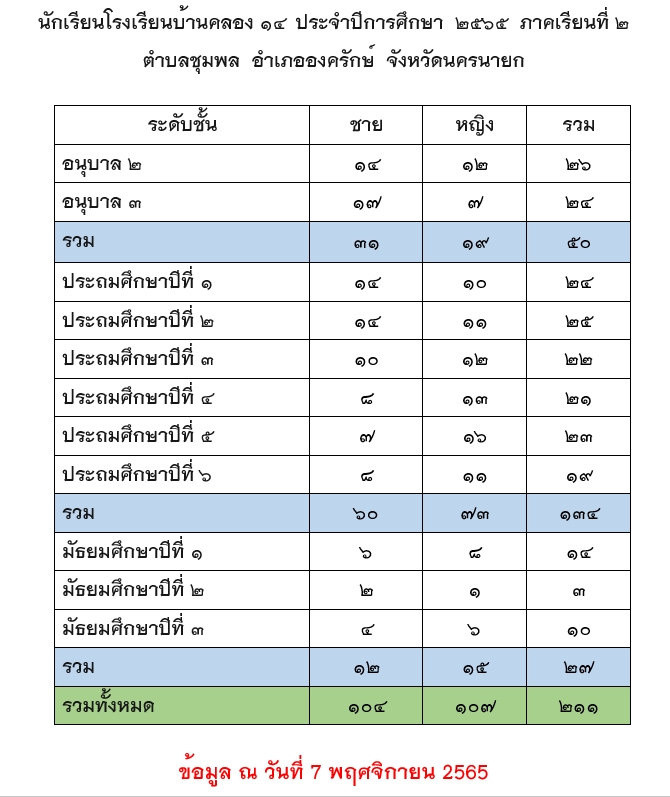 นักเรียนโรงเรียนบ้านคลอง ๑๔ ประจำปีการศึกษา ๒๕๖๕ ภาคเรียนที่ ๒
ตำบลชุมพล อำเภอองครักษ์ จังหวัดนครนายก
ระดับชั้น ชาย หญิง รวม
อนุบาล ๒ ๑๔ ๑๒ ๒๖
อนุบาล ๓ ๑๗ ๗ ๒๔
รวม ๓๑ ๑๙ ๕๐
ประถมศึกษาปีที่ ๑ ๑๔ ๑๐ ๒๔
ประถมศึกษาปีที่ ๒ ๑๔ ๑๑ ๒๕
ประถมศึกษาปีที่ ๓ ๑๐ ๑๒ ๒๒
ประถมศึกษาปีที่ ๔ ๘ ๑๓ ๒๑
ประถมศึกษาปีที่ ๕ ๗ ๑๖ ๒๓
ประถมศึกษาปีที่ ๖ ๘ ๑๑ ๑๙
รวม ๖๐ ๗๓ ๑๓๔
มัธยมศึกษาปีที่ ๑ ๖ ๘ ๑๔
มัธยมศึกษาปีที่ ๒ ๒ ๑ ๓
มัธยมศึกษาปีที่ ๓ ๔ ๖ ๑๐
รวม ๑๒ ๑๕ ๒๗
รวมทั้งหมด ๑๐๔ ๑๐๗ ๒๑๑
ข้อมูล ณ วันที่ 7 พฤศจิกายน 2565